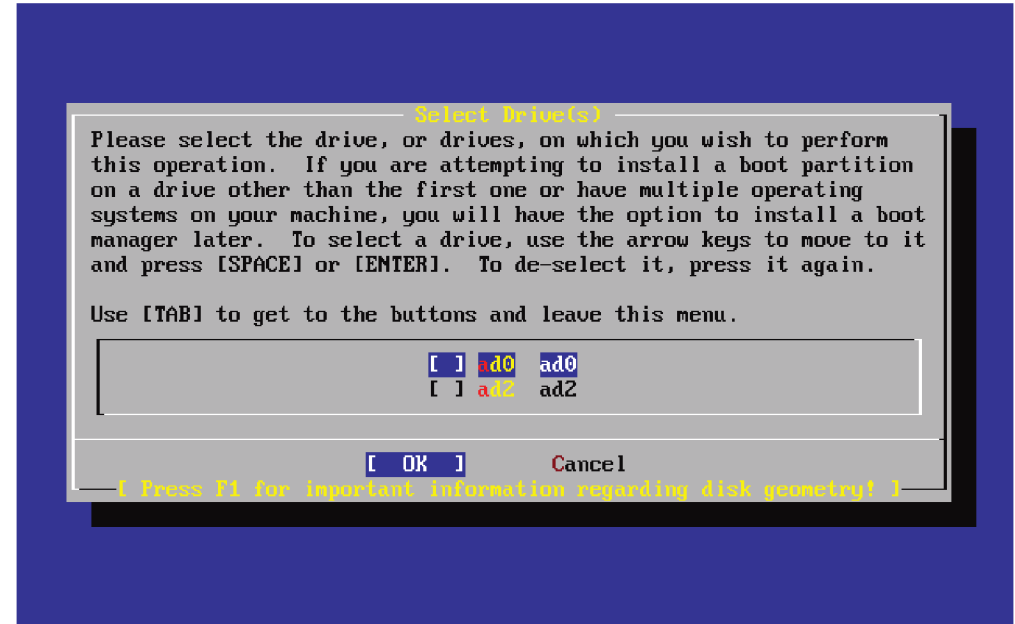 Select Drive(s)
Please select the drive, or drives, on which you wish to perform
this operation.  If you are attempting to install a boot partition
on a drive other than the first one or have multiple operating
systems on your machine, you will have the option to install a boot
manager later.  To select a drive, use the arrow keys to move to it
and press [SPACE] or [ENTER].  To de-select it, press it again.
Use [TAB] to get to the buttons and leave this menu.
[ ] ad0  ad0
[ ] ad2  ad2
[  OK  ]       Cancel
[ Press F1 for important information regarding disk geometry! ]